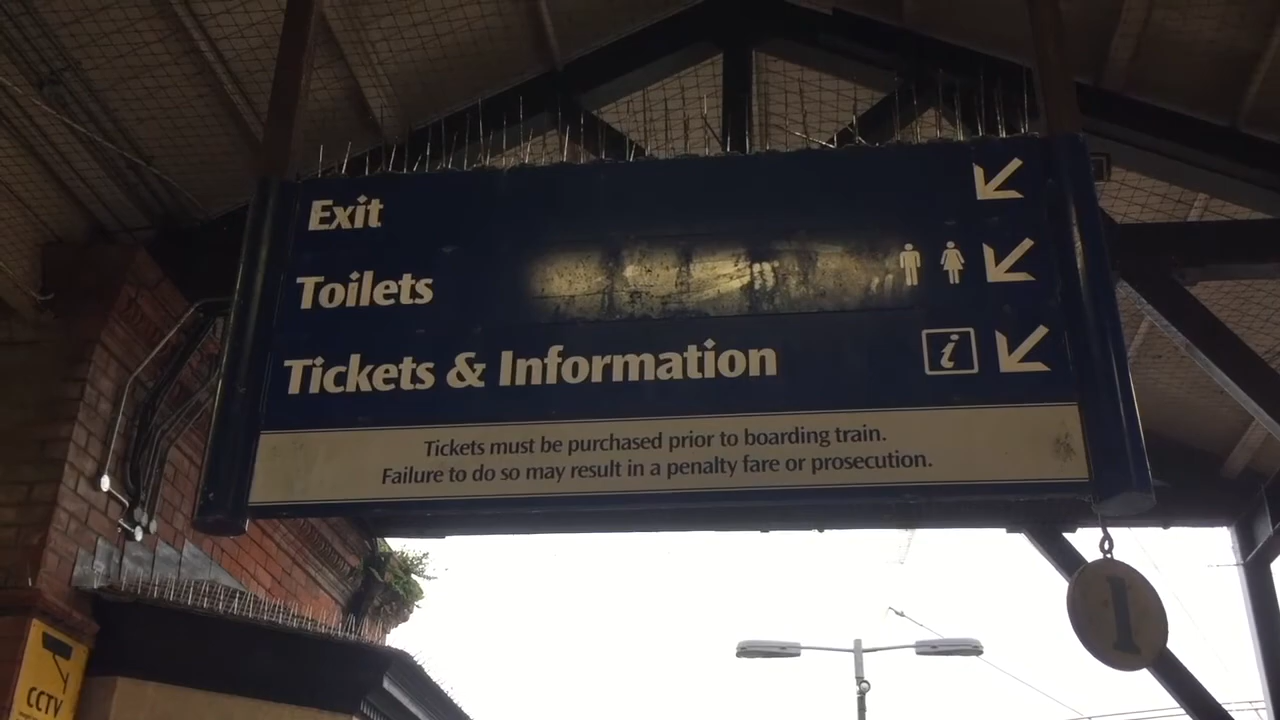 Exit
Toilets
Tickets & Information
i
Tickets must be purchased prior to boarding train.
Failure to do so may result in a penalty fare or prosecution.
1
CCTV